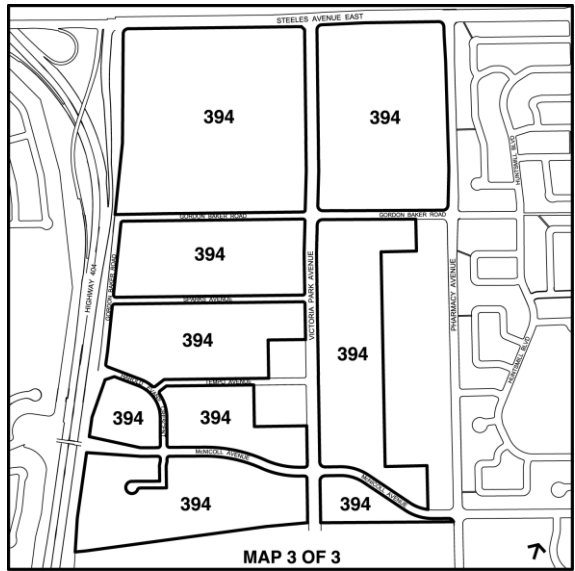 STEELES AVENUE EAST
394
394
HUNTSMILL BLVD
GORDON BAKER ROAD
GORDON BAKER ROAD
394
GORDON BAKER ROAD
HIGHWAY 404
VICTORIA PARK AVENUE
PHARMACY AVENUE
SPARKS AVENUE
394
394
HUNTSMILL BLVD
TEMPO AVENUE
394
394
McNICOLL AVENUE
394
McNICOLL AVENUE
394
MAP 3 OF 3